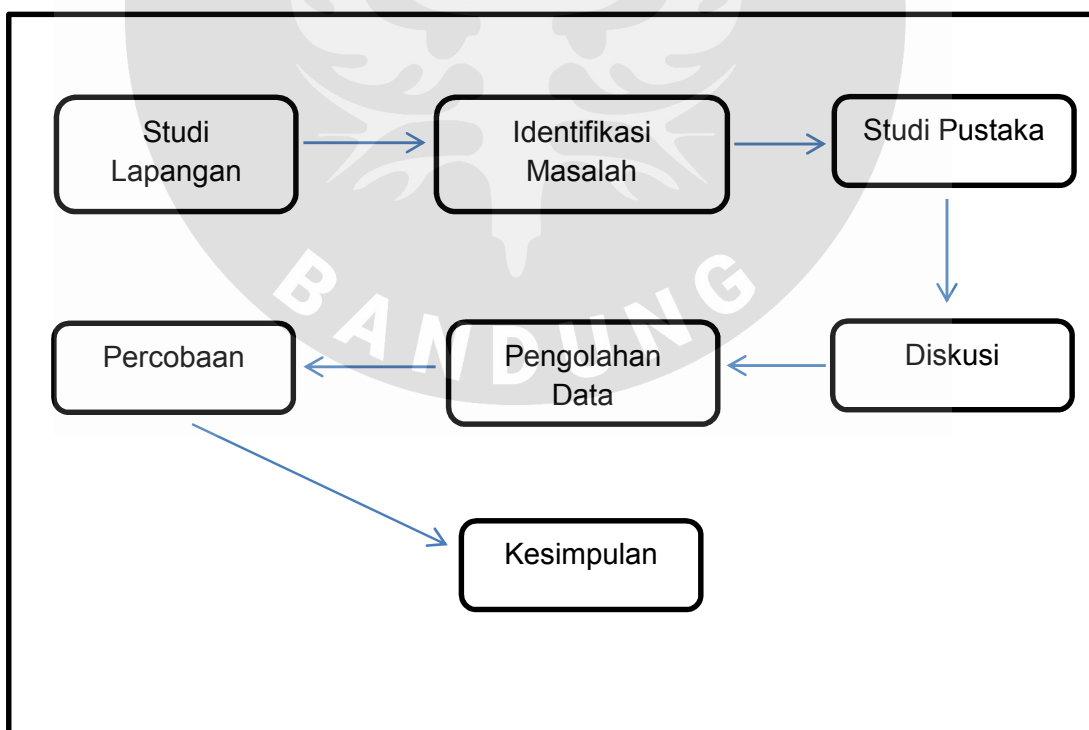 Studi
Lapangan
Identifikasi
Masalah
Studi Pustaka
Diskusi
Pengolahan
Data
Percobaan
Kesimpulan
BANDUNG